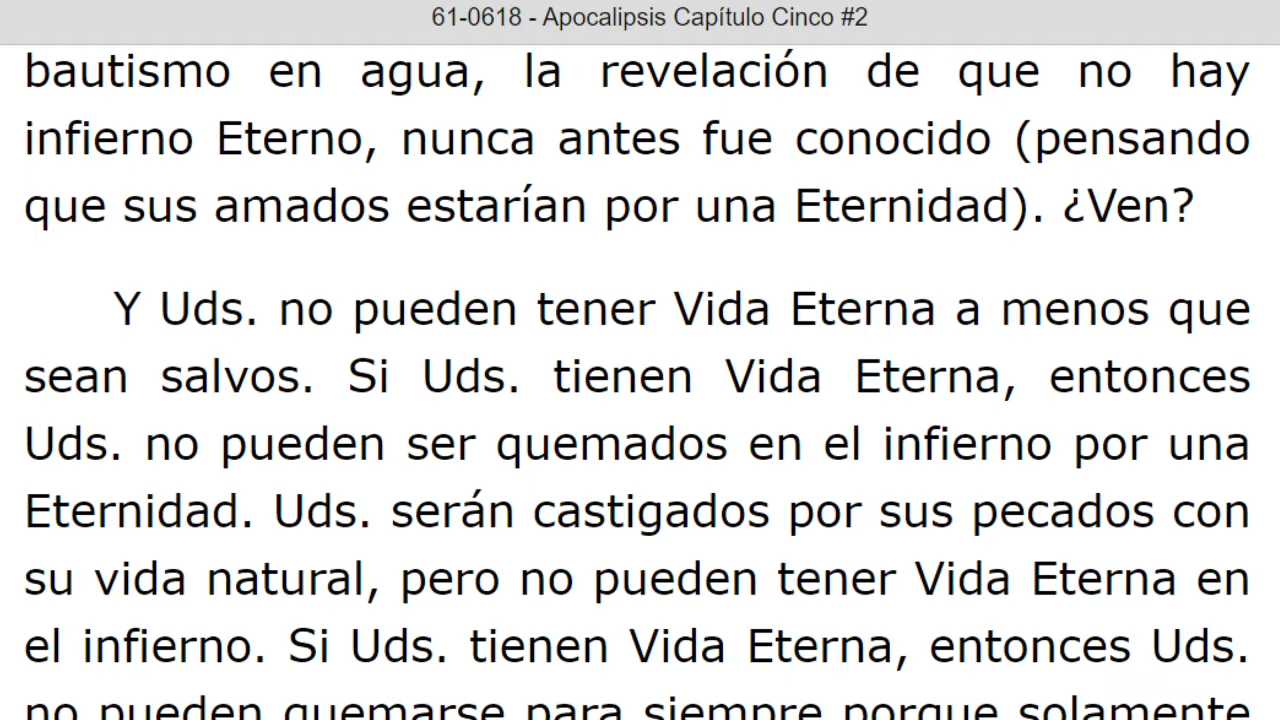 61-0618 - Apocalipsis Capítulo Cinco #2
bautismo en agua, la revelación de que no hay
infierno Eterno, nunca antes fue conocido (pensando
que sus amados estarían por una Eternidad). ¿Ven?
Y Uds. no pueden tener Vida Eterna a menos que
sean salvos. Si Uds. tienen Vida Eterna, entonces
Uds. no pueden ser quemados en el infierno por una
Eternidad. Uds. serán castigados por sus pecados con
su vida natural, pero no pueden tener Vida Eterna en
el infierno. Si Uds. tienen Vida Eterna, entonces Uds.
no pueden quemarse para siempre porque solamente